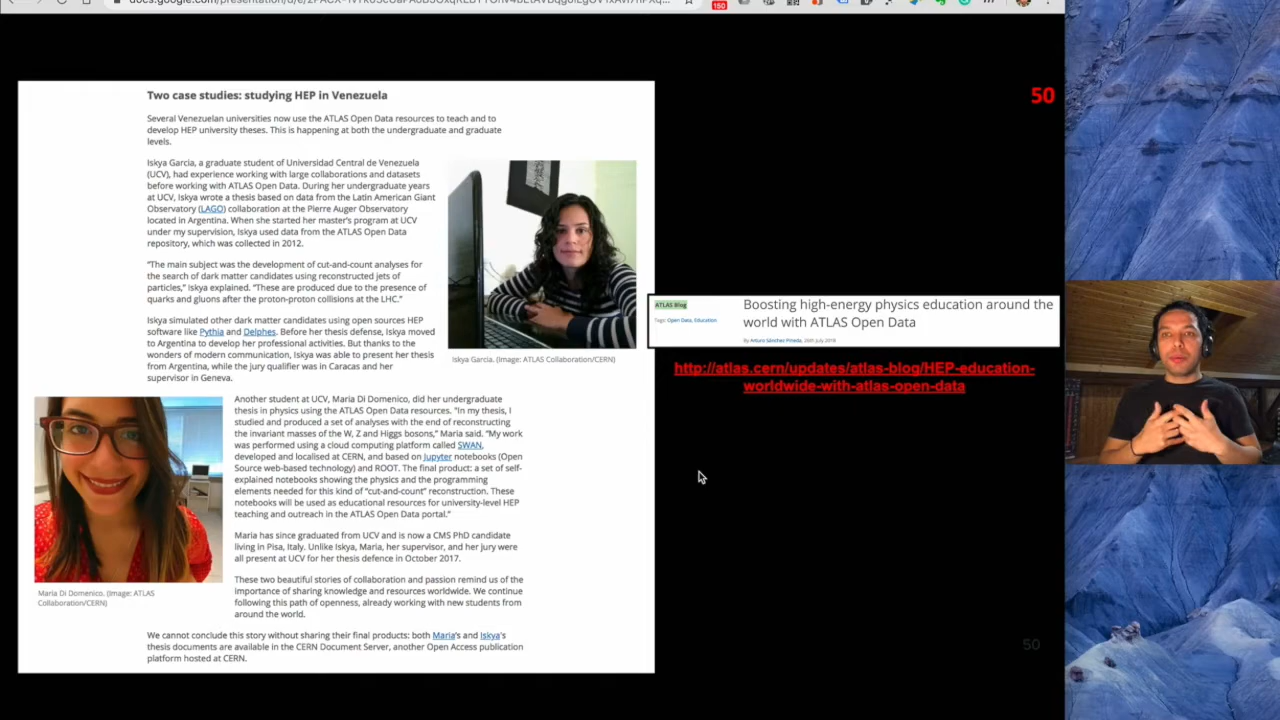 150
50
Two case studies: studying HEP in Venezuela
Several Venezuelan universities now use the ATLAS Open Data resources to teach and to
develop HEP university theses. This is happening at both the undergraduate and graduate
levels.
Iskya Garcia, a graduate student of Universidad Central de Venezuela
(UCV), had experience working with large collaborations and datasets
before working with ATLAS Open Data. During her undergraduate years
at UCV, Iskya wrote a thesis based on data from the Latin American Giant
Observatory (LAGO) collaboration at the Pierre Auger Observatory
located in Argentina. When she started her master's program at UCV
under my supervision, Iskya used data from the ATLAS Open Data
repository, which was collected in 2012.
"The main subject was the development of cut-and-count analyses for
the search of dark matter candidates using reconstructed jets of
particles," Iskya explained. "These are produced due to the presence of
quarks and gluons after the proton-proton collisions at the LHC."
Iskya simulated other dark matter candidates using open sources HEP
software like Pythia and Delphes. Before her thesis defense, Iskya moved
to Argentina to develop her professional activities. But thanks to the
wonders of modern communication, Iskya was able to present her thesis
from Argentina, while the jury qualifier was in Caracas and her
supervisor in Geneva.
Iskya Garcia. (Image: ATLAS Collaboration/CERN)
Another student at UCV, Maria Di Domenico, did her undergraduate
thesis in physics using the ATLAS Open Data resources. "In my thesis, I
studied and produced a set of analyses with the end of reconstructing
the invariant masses of the W, Z and Higgs bosons," Maria said. "My work
was performed using a cloud computing platform called SWAN,
developed and localised at CERN, and based on Jupyter notebooks (Open
Source web-based technology) and ROOT. The final product: a set of self-
explained notebooks showing the physics and the programming
elements needed for this kind of "cut-and-count" reconstruction. These
notebooks will be used as educational resources for university-level HEP
teaching and outreach in the ATLAS Open Data portal."
Maria has since graduated from UCV and is now a CMS PhD candidate
living in Pisa, Italy. Unlike Iskya, Maria, her supervisor, and her jury were
all present at UCV for her thesis defence in October 2017.
Maria Di Domenico. (Image: ATLAS
Collaboration/CERN)
These two beautiful stories of collaboration and passion remind us of the
importance of sharing knowledge and resources worldwide. We continue
following this path of openness, already working with new students from
around the world.
We cannot conclude this story without sharing their final products: both Maria's and Iskya's
thesis documents are available in the CERN Document Server, another Open Access publication
platform hosted at CERN.
ATLAS Blog
Tags: Open Data, Education
Boosting high-energy physics education around the
world with ATLAS Open Data
By Arturo Sánchez Pineda, 26th July 2018
http://atlas.cern/updates/atlas-blog/HEP-education-
worldwide-with-atlas-open-data
50